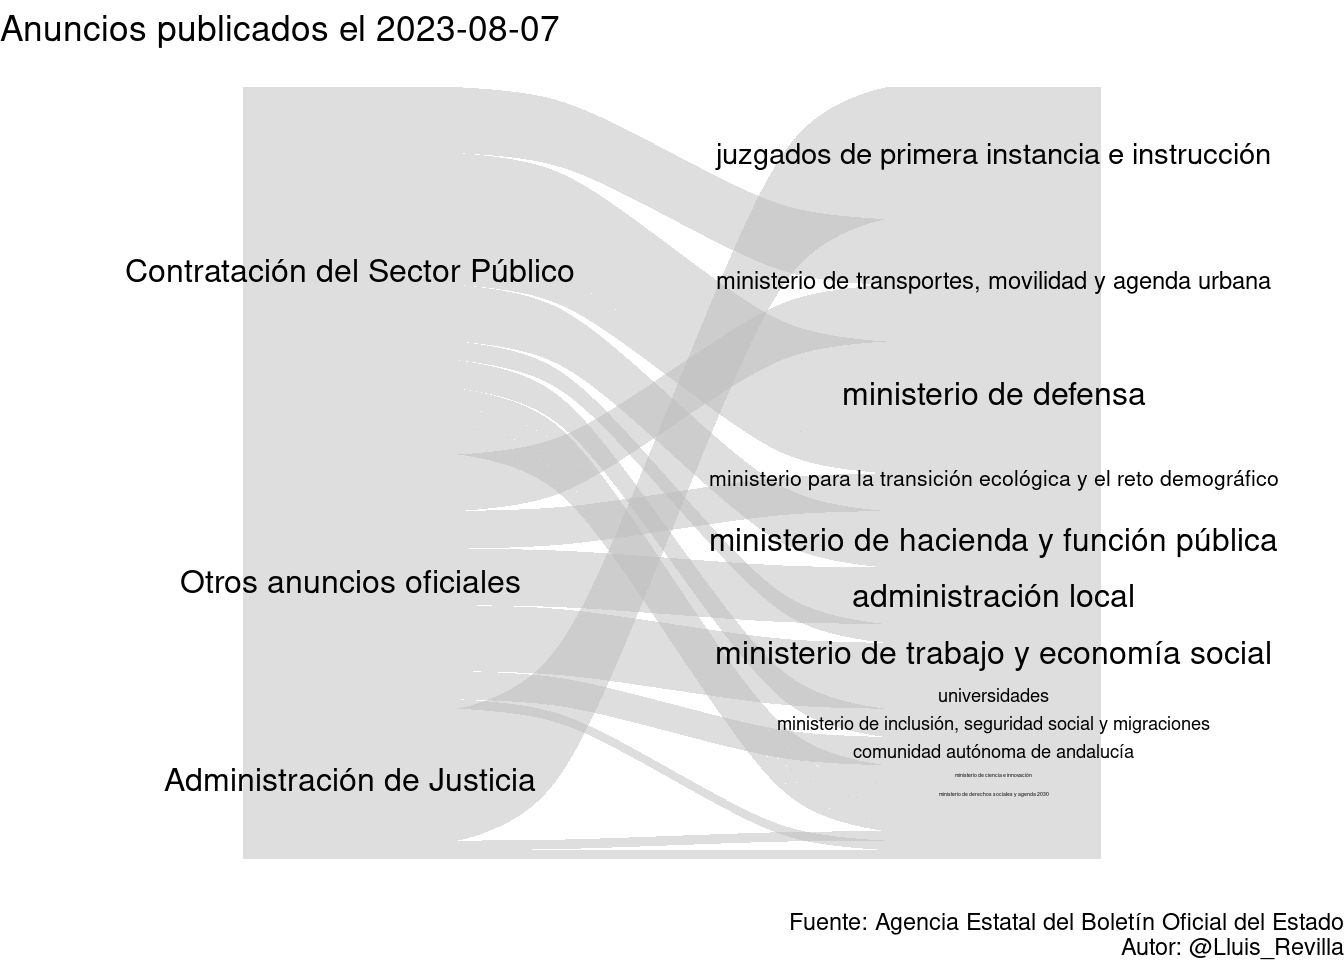 Anuncios publicados el 2023-08-07
juzgados de primera instancia e instrucción
Contratación del Sector Público
ministerio de transportes, movilidad y agenda urbana
ministerio de defensa
ministerio para la transición ecológica y el reto demográfico
ministerio de hacienda y función pública
Otros anuncios oficiales
administración local
ministerio de trabajo y economía social
universidades
ministerio de inclusión, seguridad social y migraciones
comunidad autónoma de andalucía
Administración de Justicia
ministerio de ciencia e innovación
ministerio de derechos sociales y agenda 2030
Fuente: Agencia Estatal del Boletín Oficial del Estado
Autor: @Lluis_Revilla